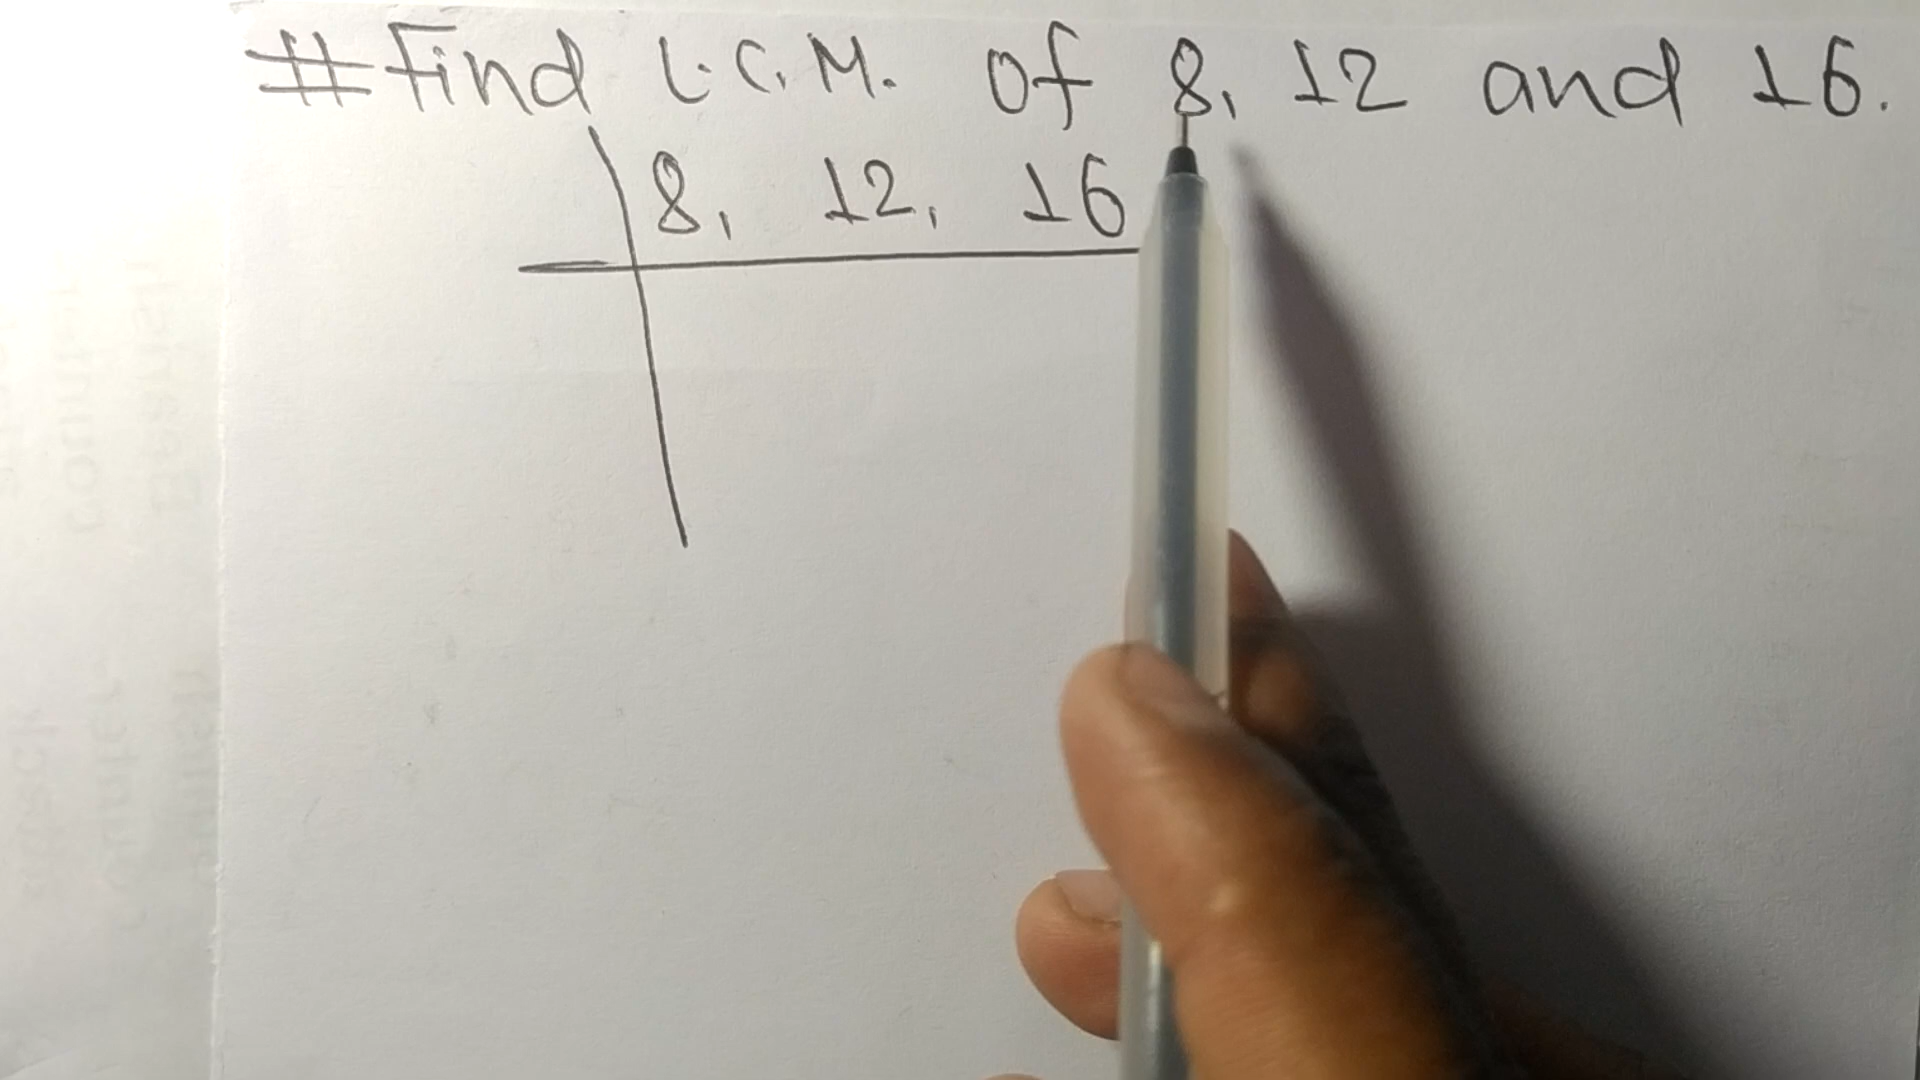 # Find L.C.M. of 8, 12 and 16.
8, 12, 16